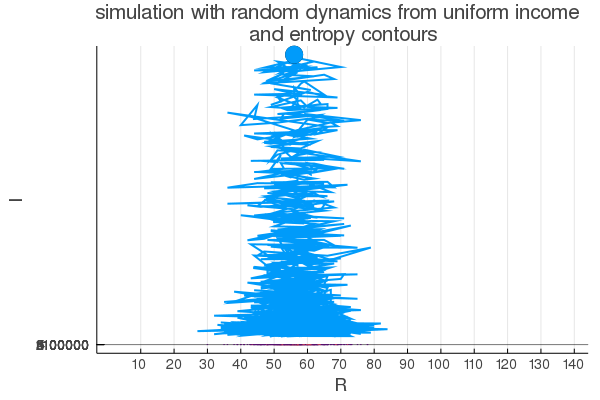 simulation with random dynamics from uniform income
and entropy contours
I
10 20 30 40 50 60 70 80 90 100 110 120 130 140
R